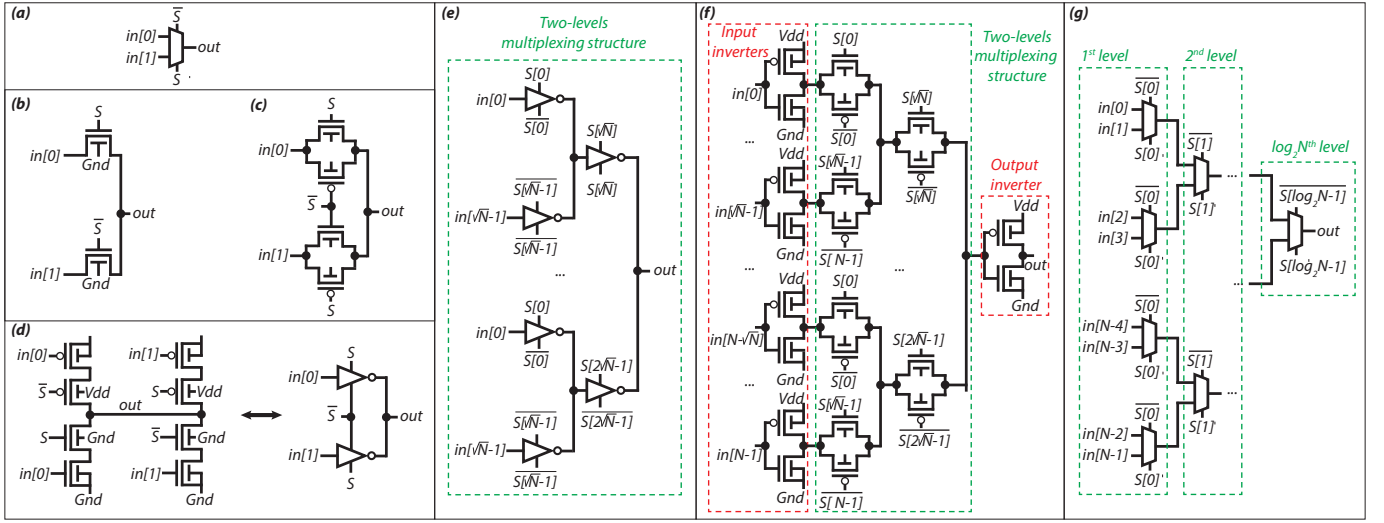 (a)
S̅
in[0]
in[1]
out
S
(b)
S
in[0]
Gnd
out
S̅
in[1]
Gnd
(c)
S
in[0]
S̅
out
in[1]
S
(d)
in[0]
in[1]
S̅
Vdd
S
Vdd
out
S
Gnd
S̅
Gnd
in[0]
in[1]
Gnd
Gnd
S
in[0]
S̅
out
in[1]
S
(e)
Two-levels
multiplexing structure
S[0]
in[0]
S̅[̅0̅]̅
S[√N]
S[√N]
S̅[̅√̅N̅-̅1̅]̅
in[√N-1]
S̅[̅√̅N̅-̅1̅]̅
...
out
S[0]
in[0]
S̅[̅0̅]̅
S[2√N-1]
S̅[̅2̅√̅N̅-̅1̅]̅
S̅[̅√̅N̅-̅1̅]̅
in[√N-1]
S̅[̅√̅N̅-̅1̅]̅
(f)
Input
inverters
Two-levels
multiplexing
structure
Vdd
S[0]
in[0]
Gnd
S̅[̅0̅]̅
S[√N]
S̅[̅√̅N̅]̅
...
Vdd
S[√N-1]
in[√N-1]
Gnd
S̅[̅ ̅N̅-̅1̅]̅
...
...
Output
inverter
Vdd
out
Gnd
Vdd
S[0]
in[N-√N]
Gnd
S̅[̅0̅]̅
S[2√N-1]
S̅[̅2̅√̅N̅-̅1̅]̅
...
Vdd
S[√N-1]
in[N-1]
Gnd
S̅[̅ ̅N̅-̅1̅]̅
(g)
1st level
2nd level
log₂Nth level
S̅[̅0̅]̅
in[0]
in[1]
S[0]
S̅[̅1̅]̅
...
S[1]
S̅[̅0̅]̅
in[2]
in[3]
S[0]
S̅[̅l̅o̅g̅₂̅N̅-̅1̅]̅
out
S[log₂N-1]
...
S̅[̅0̅]̅
in[N-4]
in[N-3]
S[0]
S̅[̅1̅]̅
...
S[1]
S̅[̅0̅]̅
in[N-2]
in[N-1]
S[0]